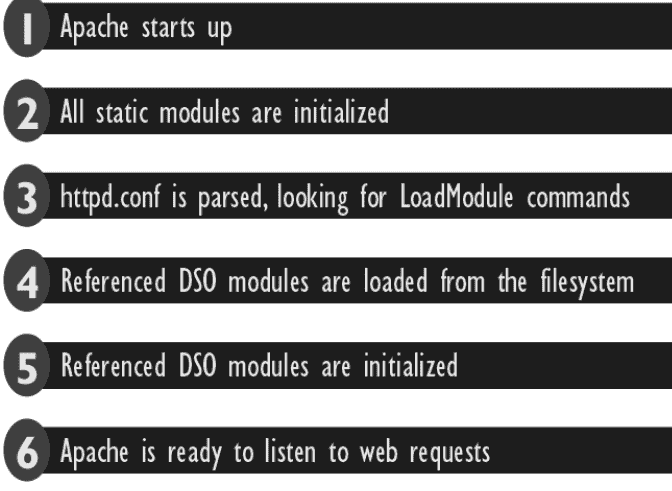 1 Apache starts up
2 All static modules are initialized
3 httpd.conf is parsed, looking for LoadModule commands
4 Referenced DSO modules are loaded from the filesystem
5 Referenced DSO modules are initialized
6 Apache is ready to listen to web requests